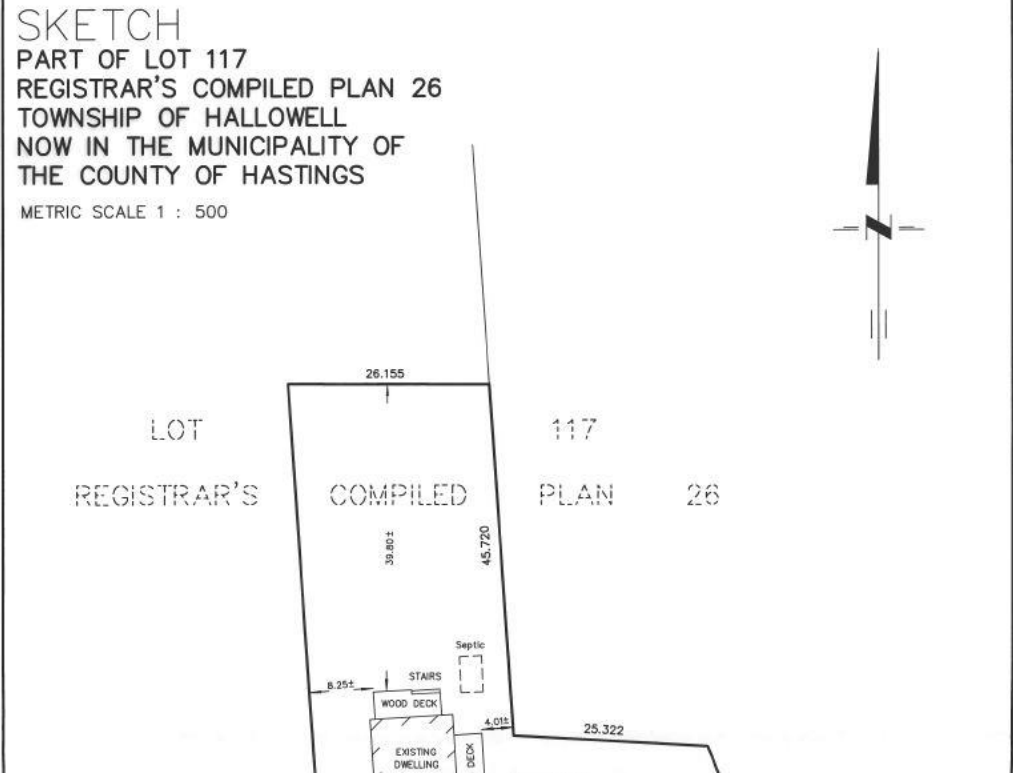 SKETCH
PART OF LOT 117
REGISTRAR'S COMPILED PLAN 26
TOWNSHIP OF HALLOWELL
NOW IN THE MUNICIPALITY OF
THE COUNTY OF HASTINGS
METRIC SCALE 1 : 500
N
26.155
LOT 117
REGISTRAR'S COMPILED PLAN 26
39.80±
45.720
Septic
STAIRS
8.25±
WOOD DECK
4.01±
25.322
EXISTING
DWELLING
DECK